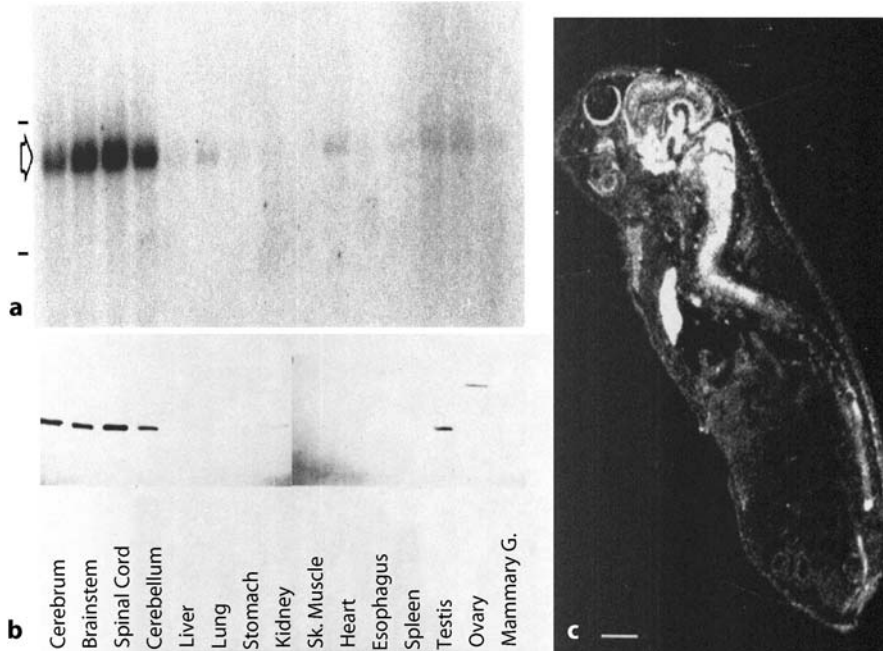 a
Cerebrum
Brainstem
Spinal Cord
Cerebellum
Liver
Lung
Stomach
Kidney
Sk. Muscle
Heart
Esophagus
Spleen
Testis
Ovary
Mammary G.
b
c